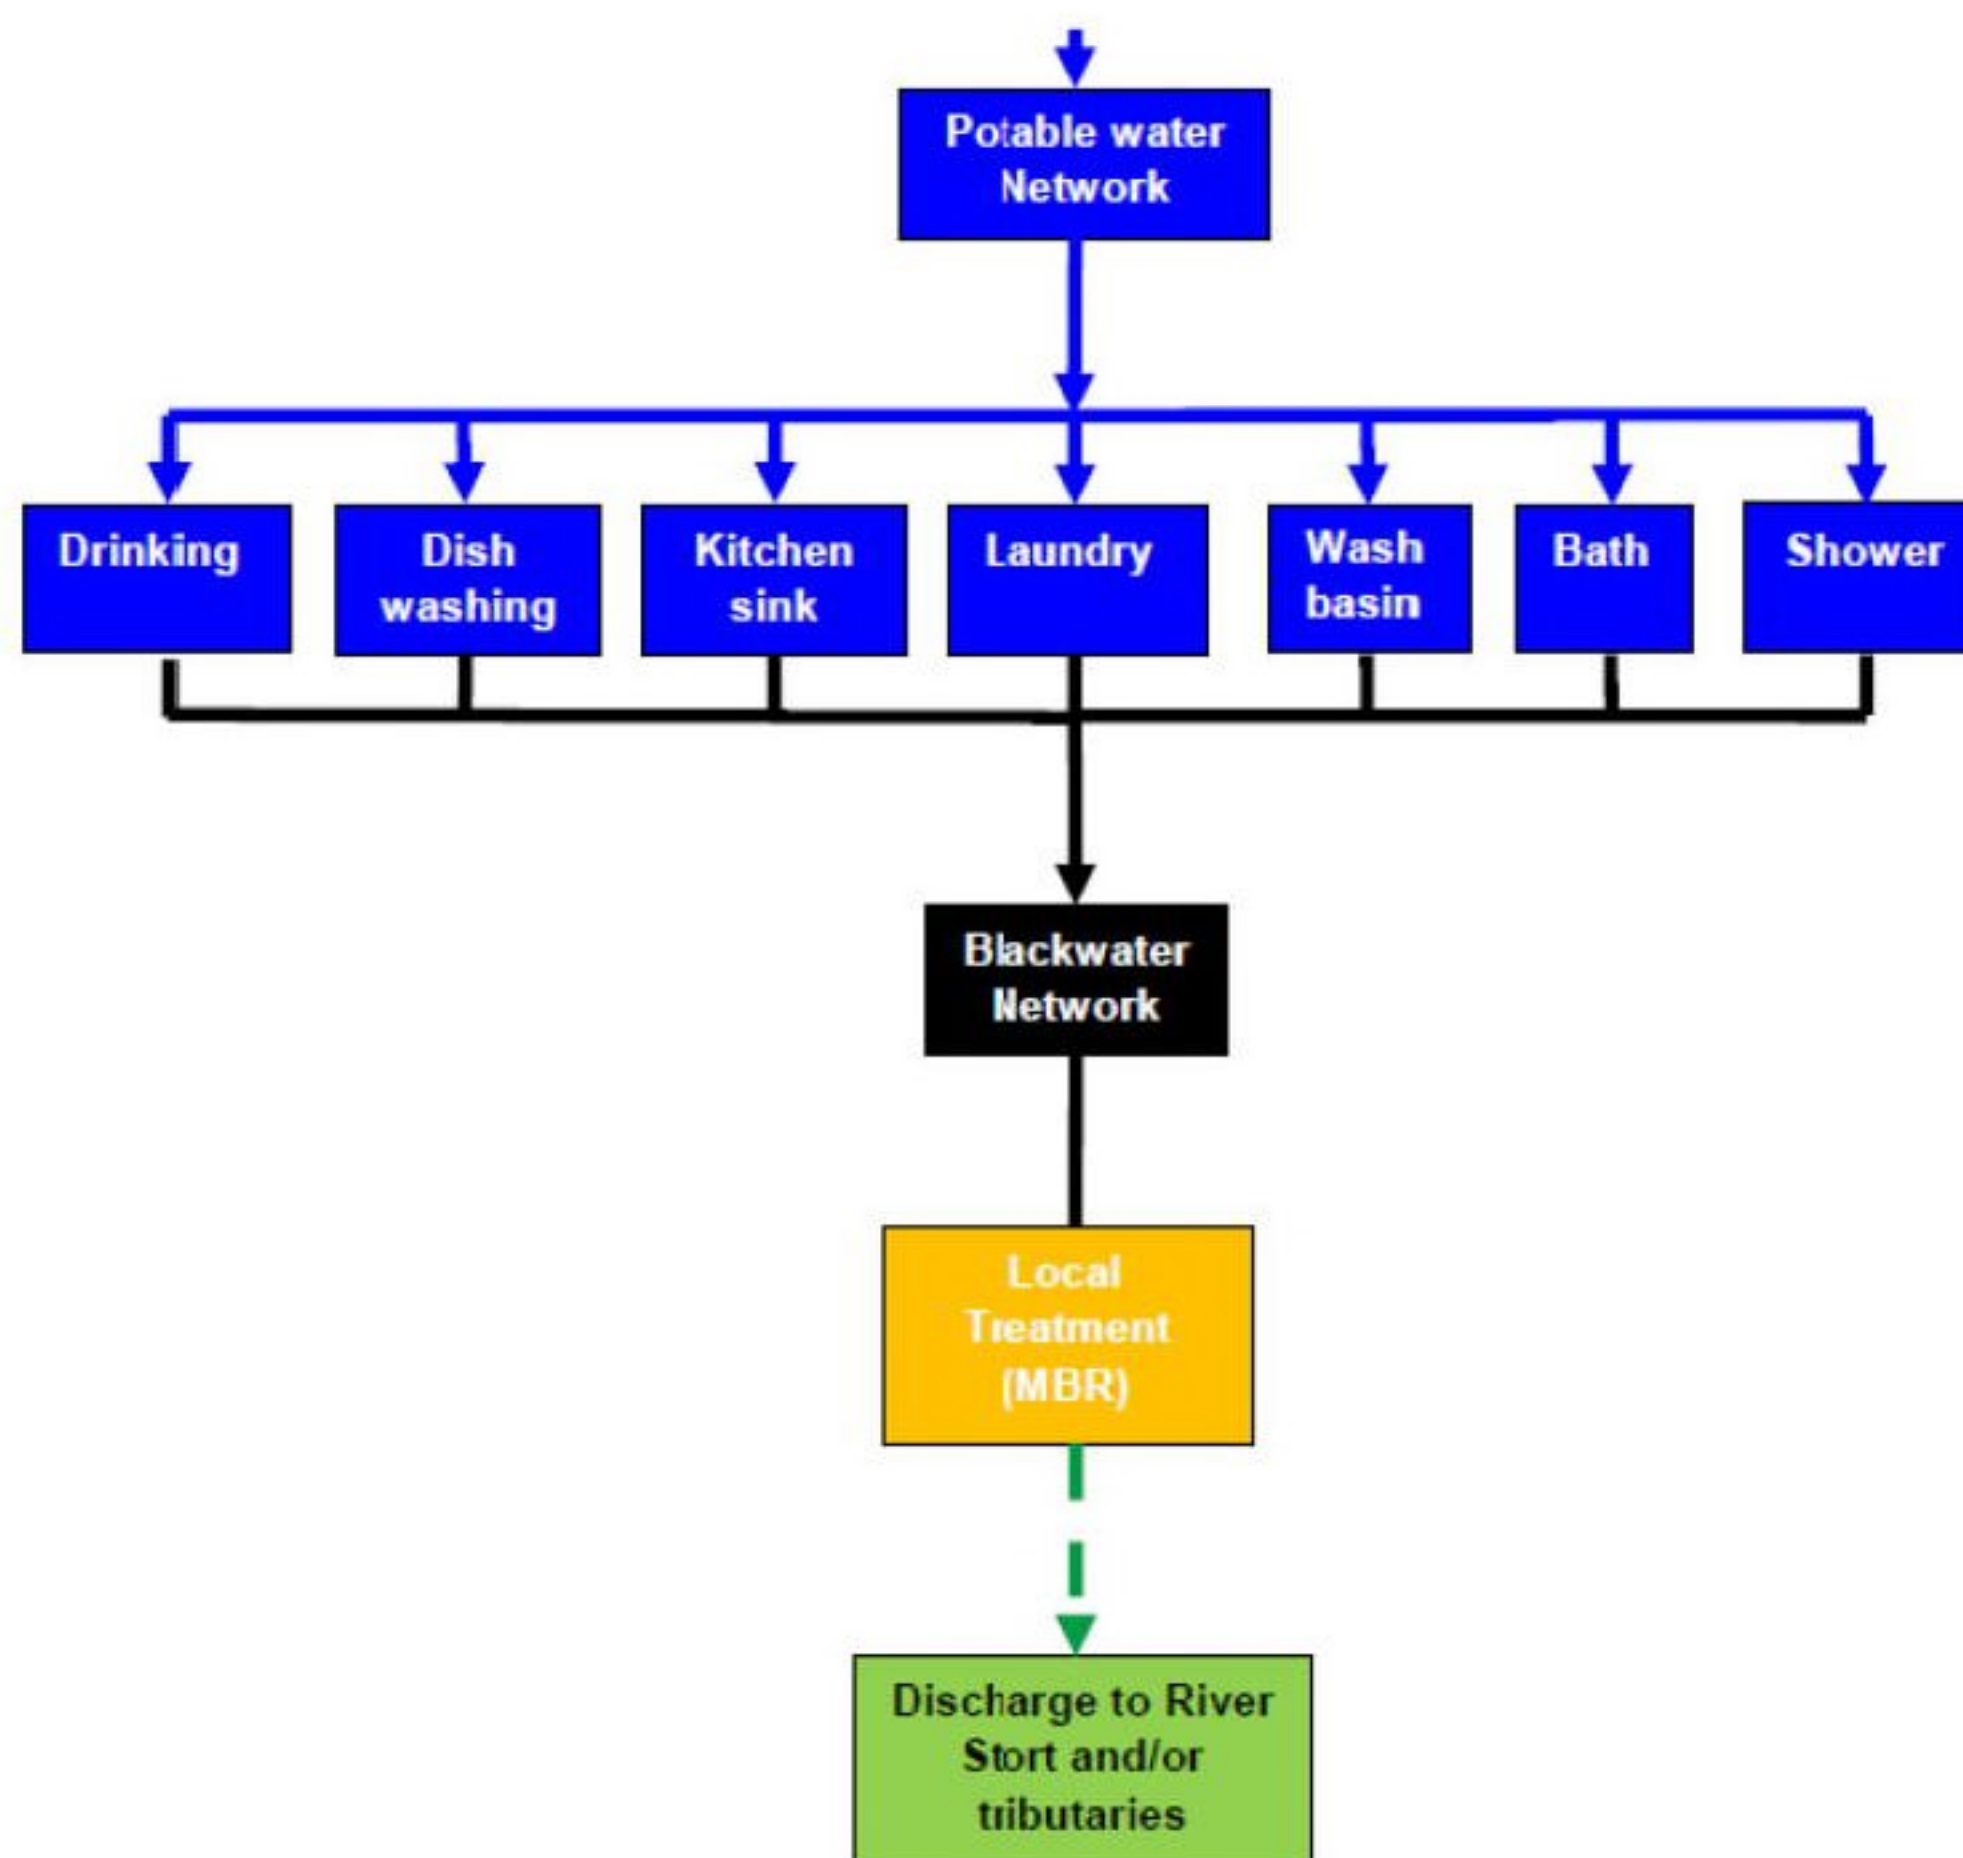 Potable water
Network
Drinking
Dish
washing
Kitchen
sink
Laundry
Wash
basin
Bath
Shower
Blackwater
Network
Local
Treatment
(MBR)
Discharge to River
Stort and/or
tributaries